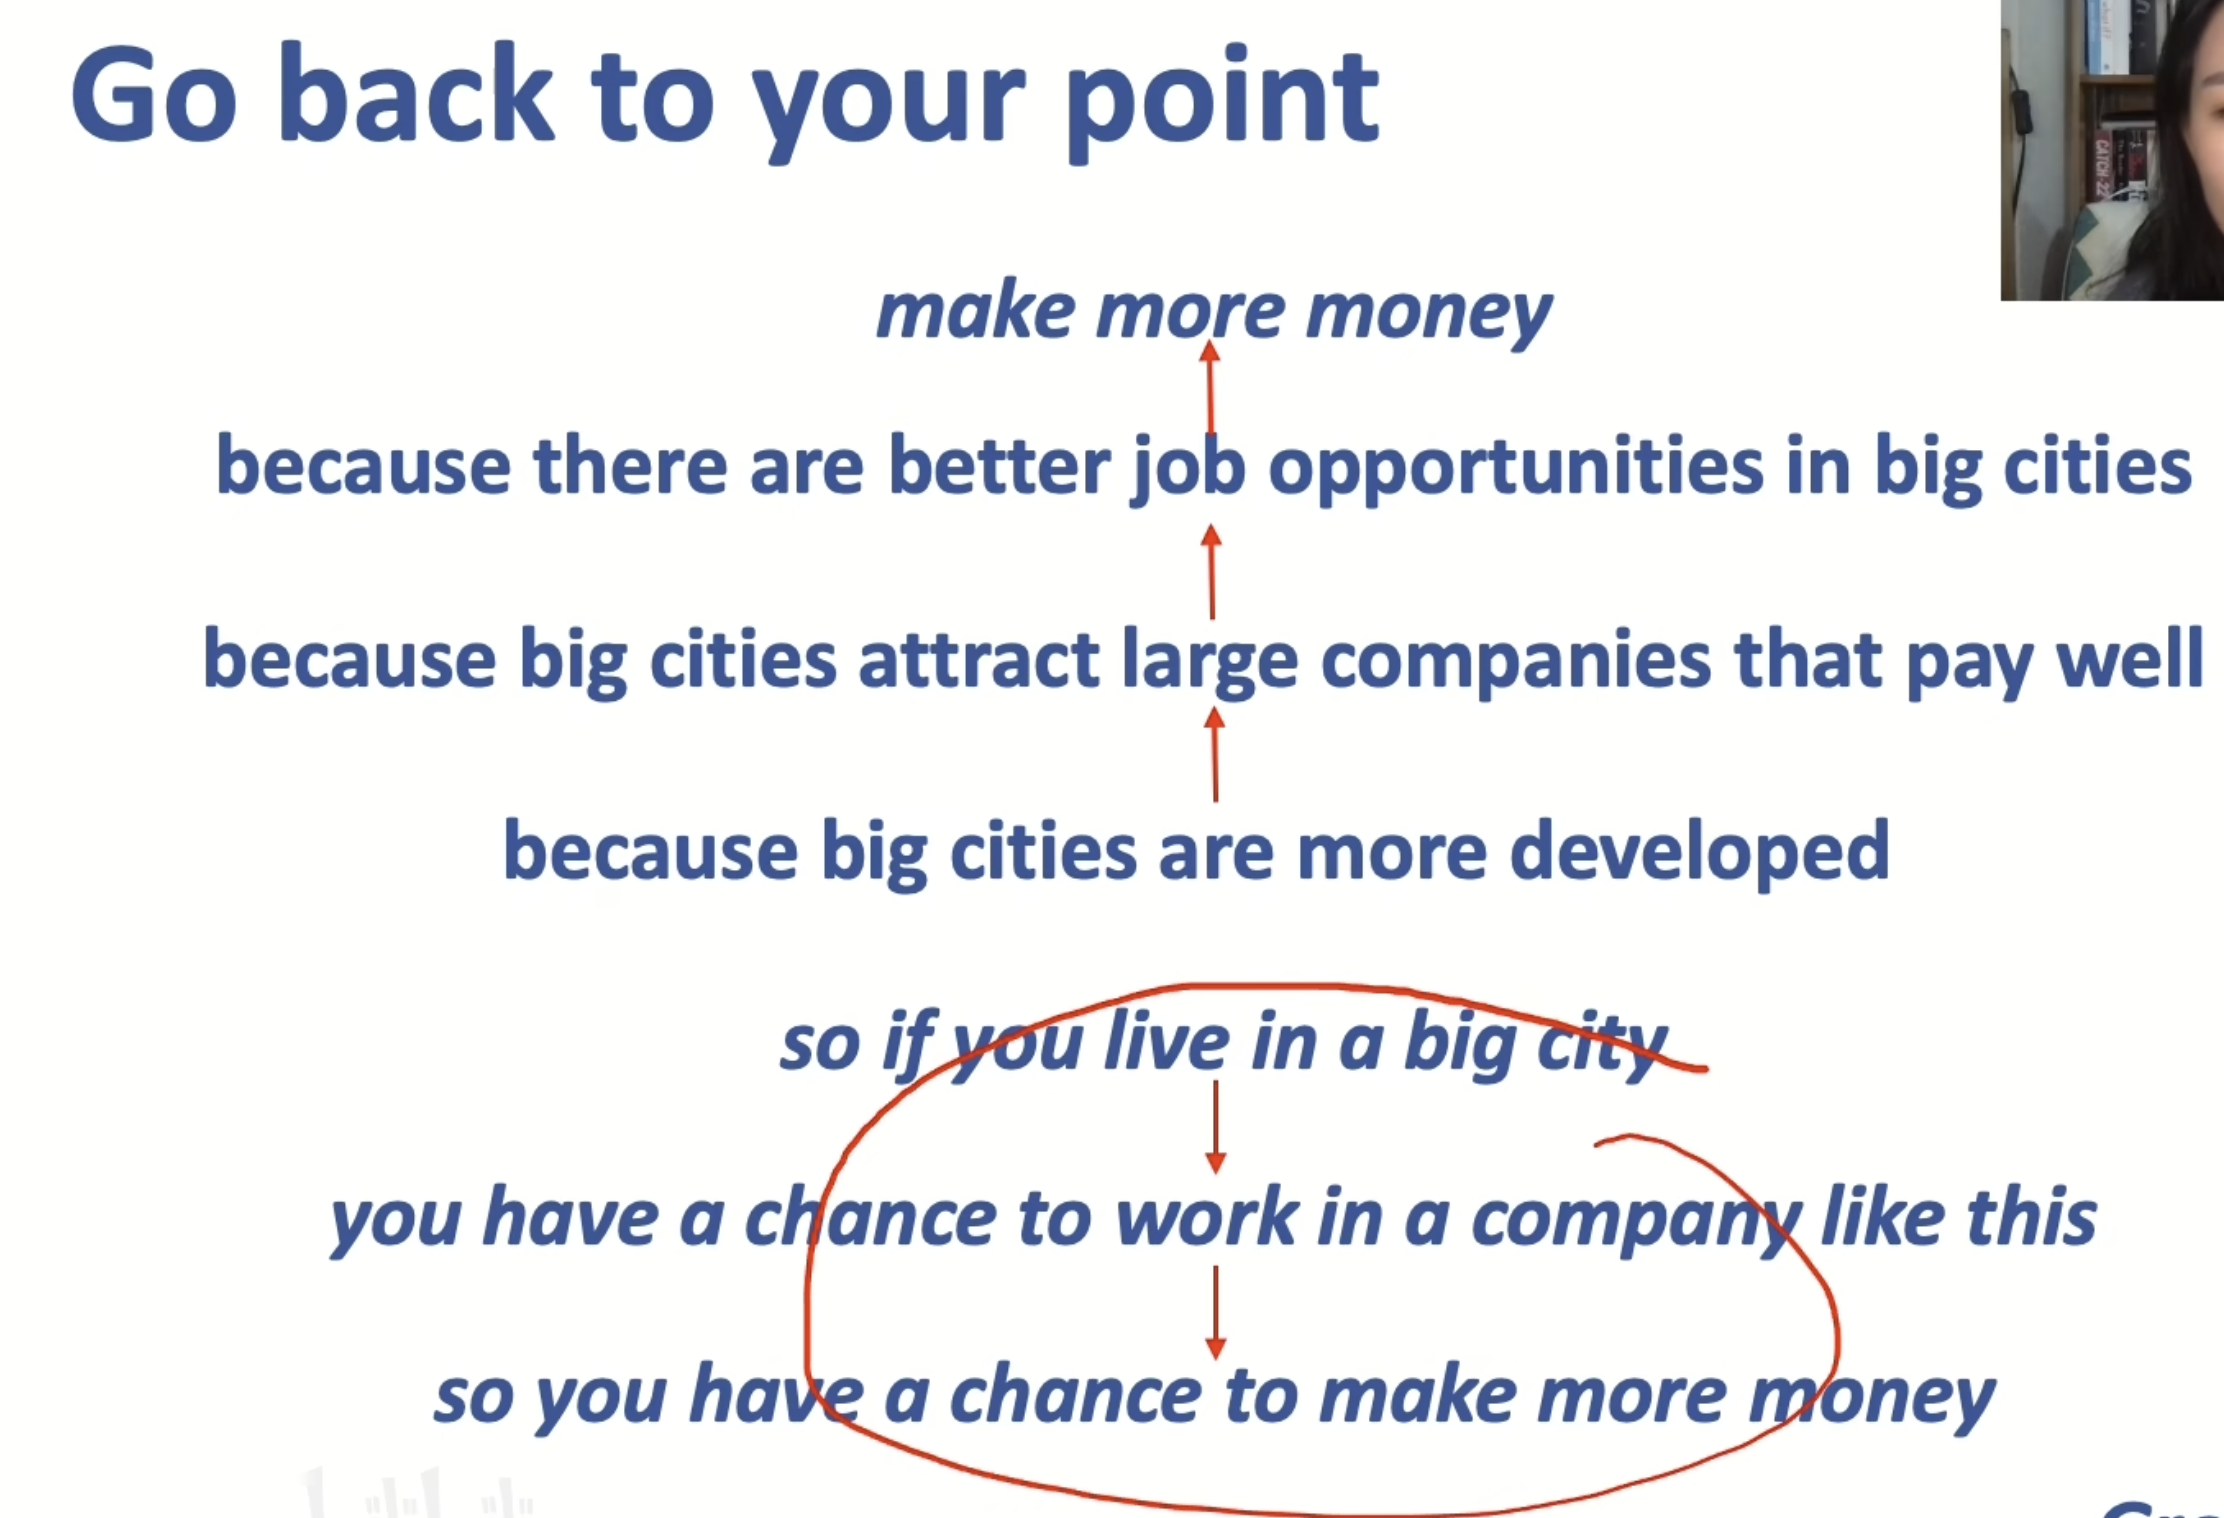 Go back to your point
make more money
because there are better job opportunities in big cities
because big cities attract large companies that pay well
because big cities are more developed
so if you live in a big city
you have a chance to work in a company like this
so you have a chance to make more money
CATCH-22